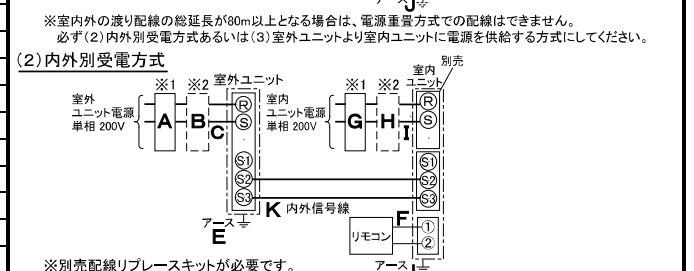 アースJ
※室内外の渡り配線の総延長が80m以上となる場合は、電源重畳方式での配線はできません。
必ず(2)内外別受電方式あるいは(3)室外ユニットより室内ユニットに電源を供給する方式にしてください。
(2)内外別受電方式
別売
※1 ※2 室外ユニット ※1 ※2 室内ユニット
室外
ユニット電源
単相 200V
A B C
R
S
S1
S2
S3
室内
ユニット電源
単相 200V
G H I
R
S
S1
S2
S3
K 内外信号線
アース
E
リモコン
F
①
②
アース
※別売配線リプレースキットが必要です。